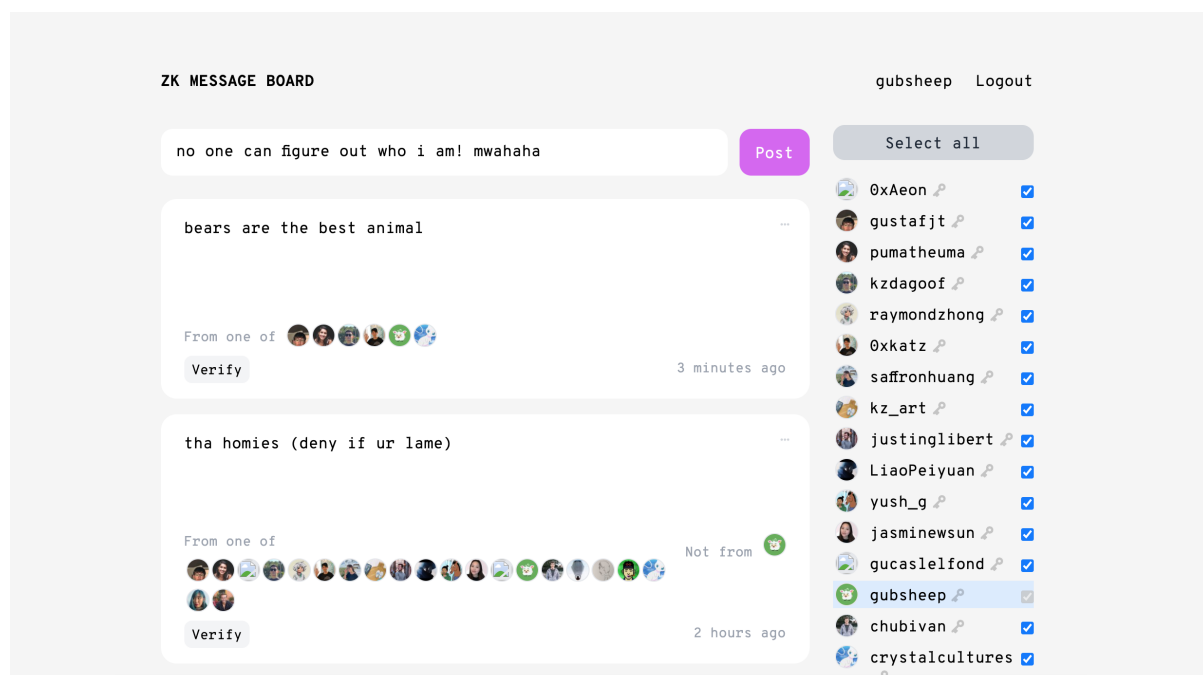 ZK MESSAGE BOARD
gubsheep Logout
no one can figure out who i am! mwahaha
Post
bears are the best animal
From one of
Verify
3 minutes ago
tha homies (deny if ur lame)
From one of
Not from
Verify
2 hours ago
Select all
0xAeon
gustafjt
pumatheuma
kzdagoof
raymondzhong
0xkatz
saffronhuang
kz_art
justinglibert
LiaoPeiyuan
yush_g
jasminewsun
gucaslelfond
gubsheep
chubivan
crystalcultures